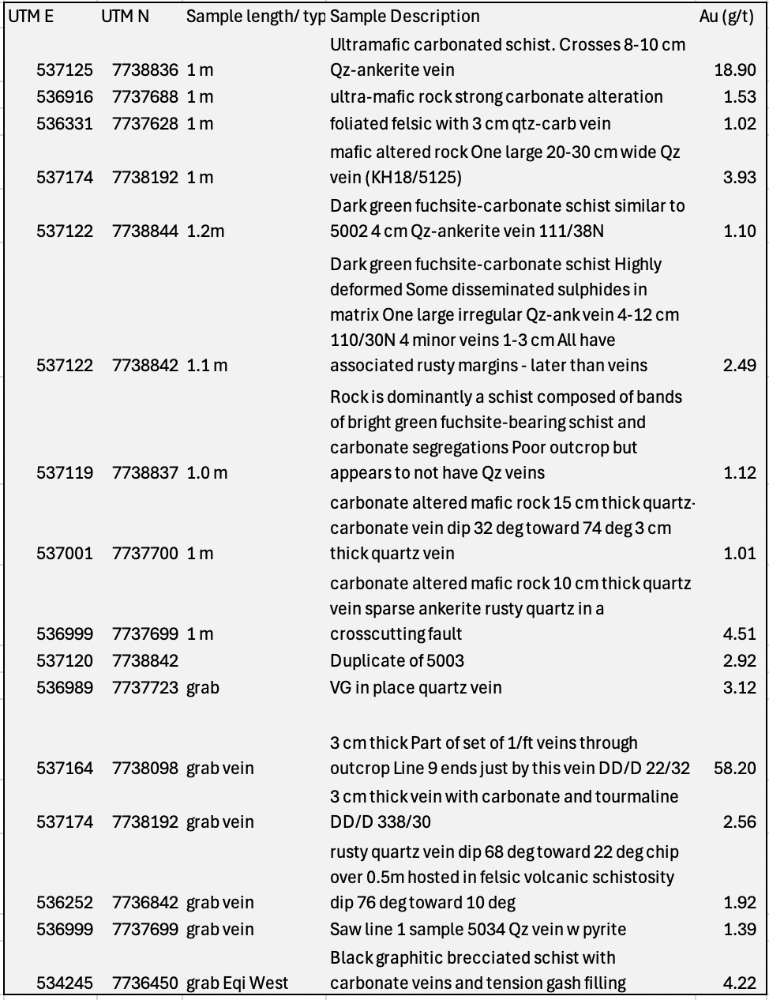 UTM E UTM N Sample length/ typ Sample Description Au (g/t)
Ultramafic carbonated schist. Crosses 8-10 cm
537125 7738836 1 m Qz-ankerite vein 18.90
536916 7737688 1 m ultra-mafic rock strong carbonate alteration 1.53
536331 7737628 1 m foliated felsic with 3 cm qtz-carb vein 1.02
mafic altered rock One large 20-30 cm wide Qz
537174 7738192 1 m vein (KH18/5125) 3.93
Dark green fuchsite-carbonate schist similar to
537122 7738844 1.2m 5002 4 cm Qz-ankerite vein 111/38N 1.10
Dark green fuchsite-carbonate schist Highly
deformed Some disseminated sulphides in
matrix One large irregular Qz-ank vein 4-12 cm
110/30N 4 minor veins 1-3 cm All have
537122 7738842 1.1 m associated rusty margins - later than veins 2.49
Rock is dominantly a schist composed of bands
of bright green fuchsite-bearing schist and
carbonate segregations Poor outcrop but
537119 7738837 1.0 m appears to not have Qz veins 1.12
carbonate altered mafic rock 15 cm thick quartz-
carbonate vein dip 32 deg toward 74 deg 3 cm
537001 7737700 1 m thick quartz vein 1.01
carbonate altered mafic rock 10 cm thick quartz
vein sparse ankerite rusty quartz in a
536999 7737699 1 m crosscutting fault 4.51
537120 7738842 Duplicate of 5003 2.92
536989 7737723 grab VG in place quartz vein 3.12
3 cm thick Part of set of 1/ft veins through
537164 7738098 grab vein outcrop Line 9 ends just by this vein DD/D 22/32 58.20
3 cm thick vein with carbonate and tourmaline
537174 7738192 grab vein DD/D 338/30 2.56
rusty quartz vein dip 68 deg toward 22 deg chip
over 0.5m hosted in felsic volcanic schistosity
536252 7736842 grab vein dip 76 deg toward 10 deg 1.92
536999 7737699 grab vein Saw line 1 sample 5034 Qz vein w pyrite 1.39
Black graphitic brecciated schist with
534245 7736450 grab Eqi West carbonate veins and tension gash filling 4.22